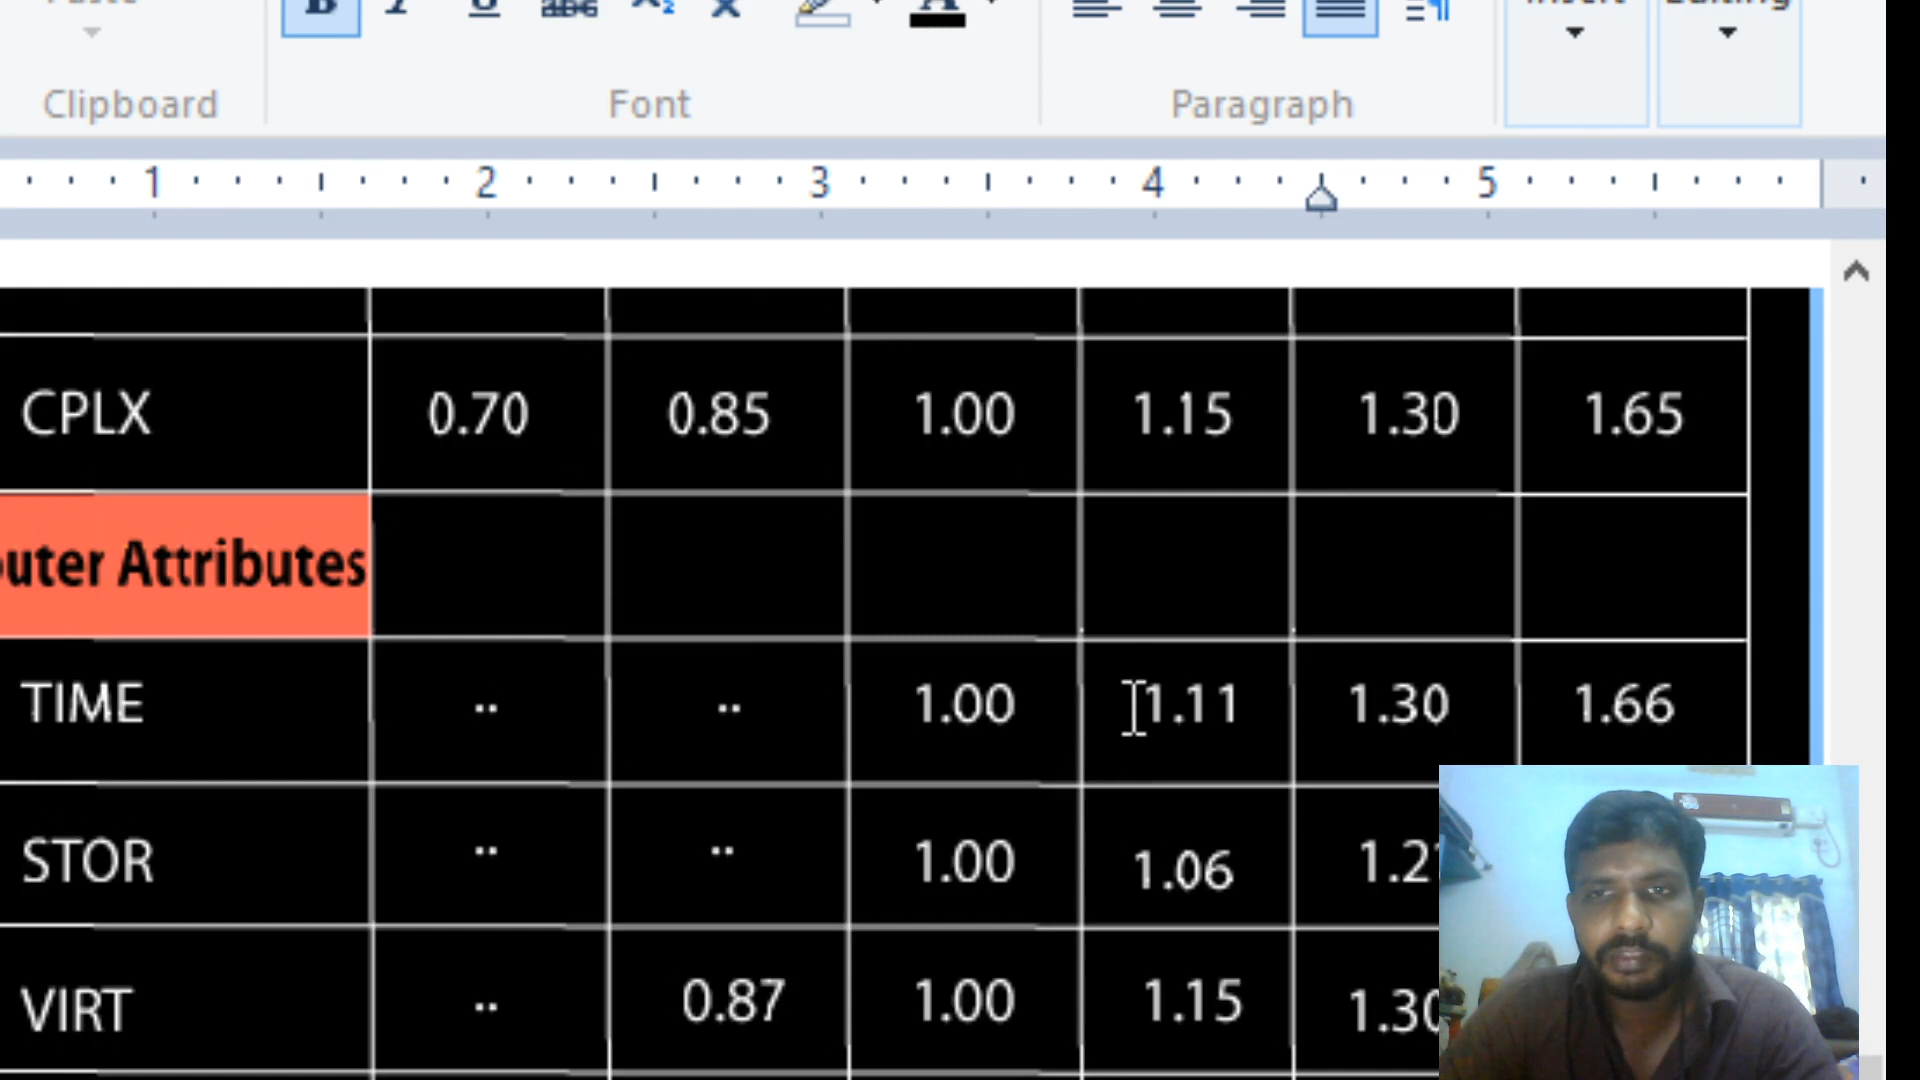 Clipboard Font Paragraph
1 2 3 4 5
CPLX 0.70 0.85 1.00 1.15 1.30 1.65
Attributes
TIME .. .. 1.00 1.11 1.30 1.66
STOR .. .. 1.00 1.06
VIRT .. 0.87 1.00 1.15 1.30